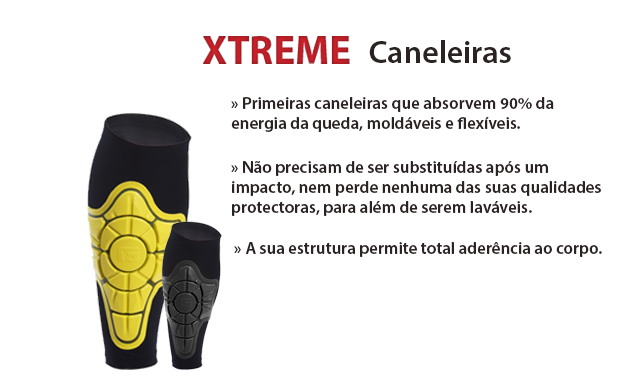 XTREME Caneleiras
» Primeiras caneleiras que absorvem 90% da
energia da queda, moldáveis e flexíveis.
» Não precisam de ser substituídas após um
impacto, nem perde nenhuma das suas qualidades
protectoras, para além de serem laváveis.
» A sua estrutura permite total aderência ao corpo.